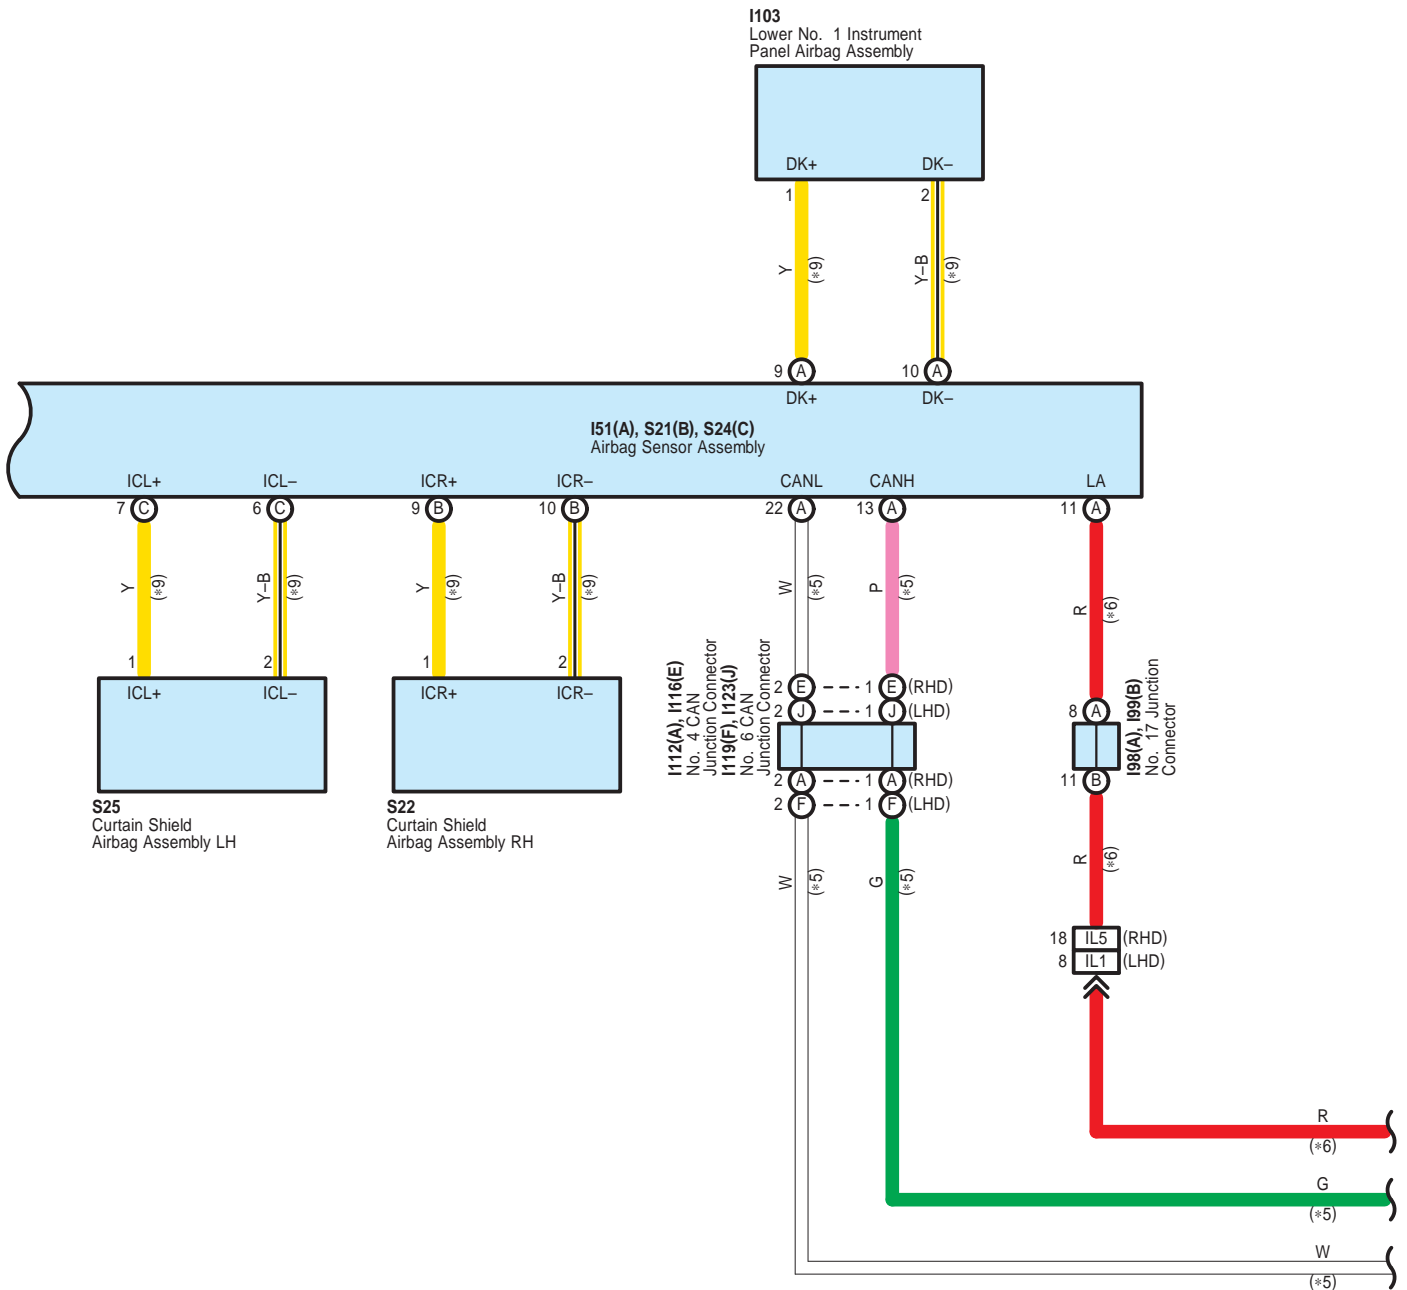 I103
Lower No. 1 Instrument
Panel Airbag Assembly
DK+ DK–
1 2
Y (*9) Y–B (*9)
9 A 10 A
DK+ DK–
I51(A), S21(B), S24(C)
Airbag Sensor Assembly
ICL+ ICL– ICR+ ICR– CANL CANH LA
7 C 6 C 9 B 10 B 22 A 13 A 11 A
Y (*9) Y–B (*9) Y (*9) Y–B (*9) W (*5) P (*5) R (*6)
1 2 1 2
ICL+ ICL– ICR+ ICR–
S25
Curtain Shield
Airbag Assembly LH
S22
Curtain Shield
Airbag Assembly RH
I112(A), I116(E)
No. 4 CAN
Junction Connector
I119(F), I123(J)
No. 6 CAN
Junction Connector
2 E 1 E (RHD)
2 J 1 J (LHD)
2 A 1 A (RHD)
2 F 1 F (LHD)
8 A
11 B
I98(A), I99(B)
No. 17 Junction
Connector
W (*5) G (*5) R (*6)
18 IL5 (RHD)
8 IL1 (LHD)
R
(*6)
G
(*5)
W
(*5)